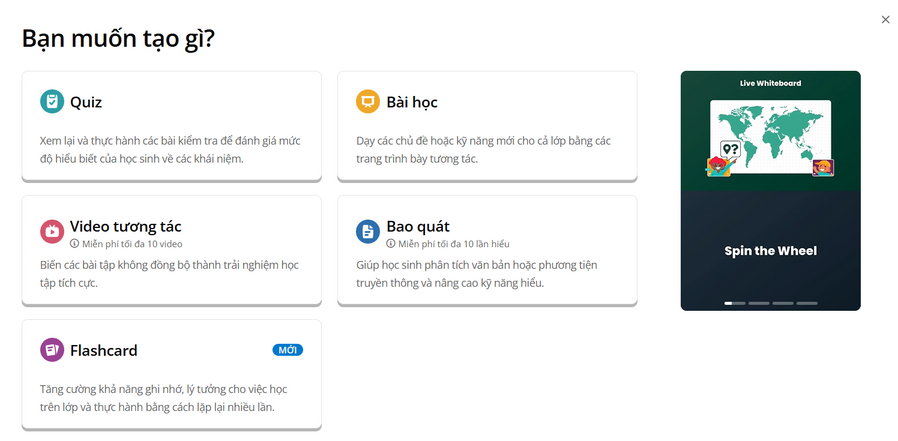 Bạn muốn tạo gì?
Quiz
Xem lại và thực hành các bài kiểm tra để đánh giá mức
độ hiểu biết của học sinh về các khái niệm.
Bài học
Dạy các chủ đề hoặc kỹ năng mới cho cả lớp bằng các
trang trình bày tương tác.
Video tương tác
Miễn phí tối đa 10 video
Biến các bài tập không đồng bộ thành trải nghiệm học
tập tích cực.
Bao quát
Miễn phí tối đa 10 lần hiểu
Giúp học sinh phân tích văn bản hoặc phương tiện
truyền thông và nâng cao kỹ năng hiểu.
Flashcard
MỚI
Tăng cường khả năng ghi nhớ, lý tưởng cho việc học
trên lớp và thực hành bằng cách lặp lại nhiều lần.
Live Whiteboard
??
Spin the Wheel